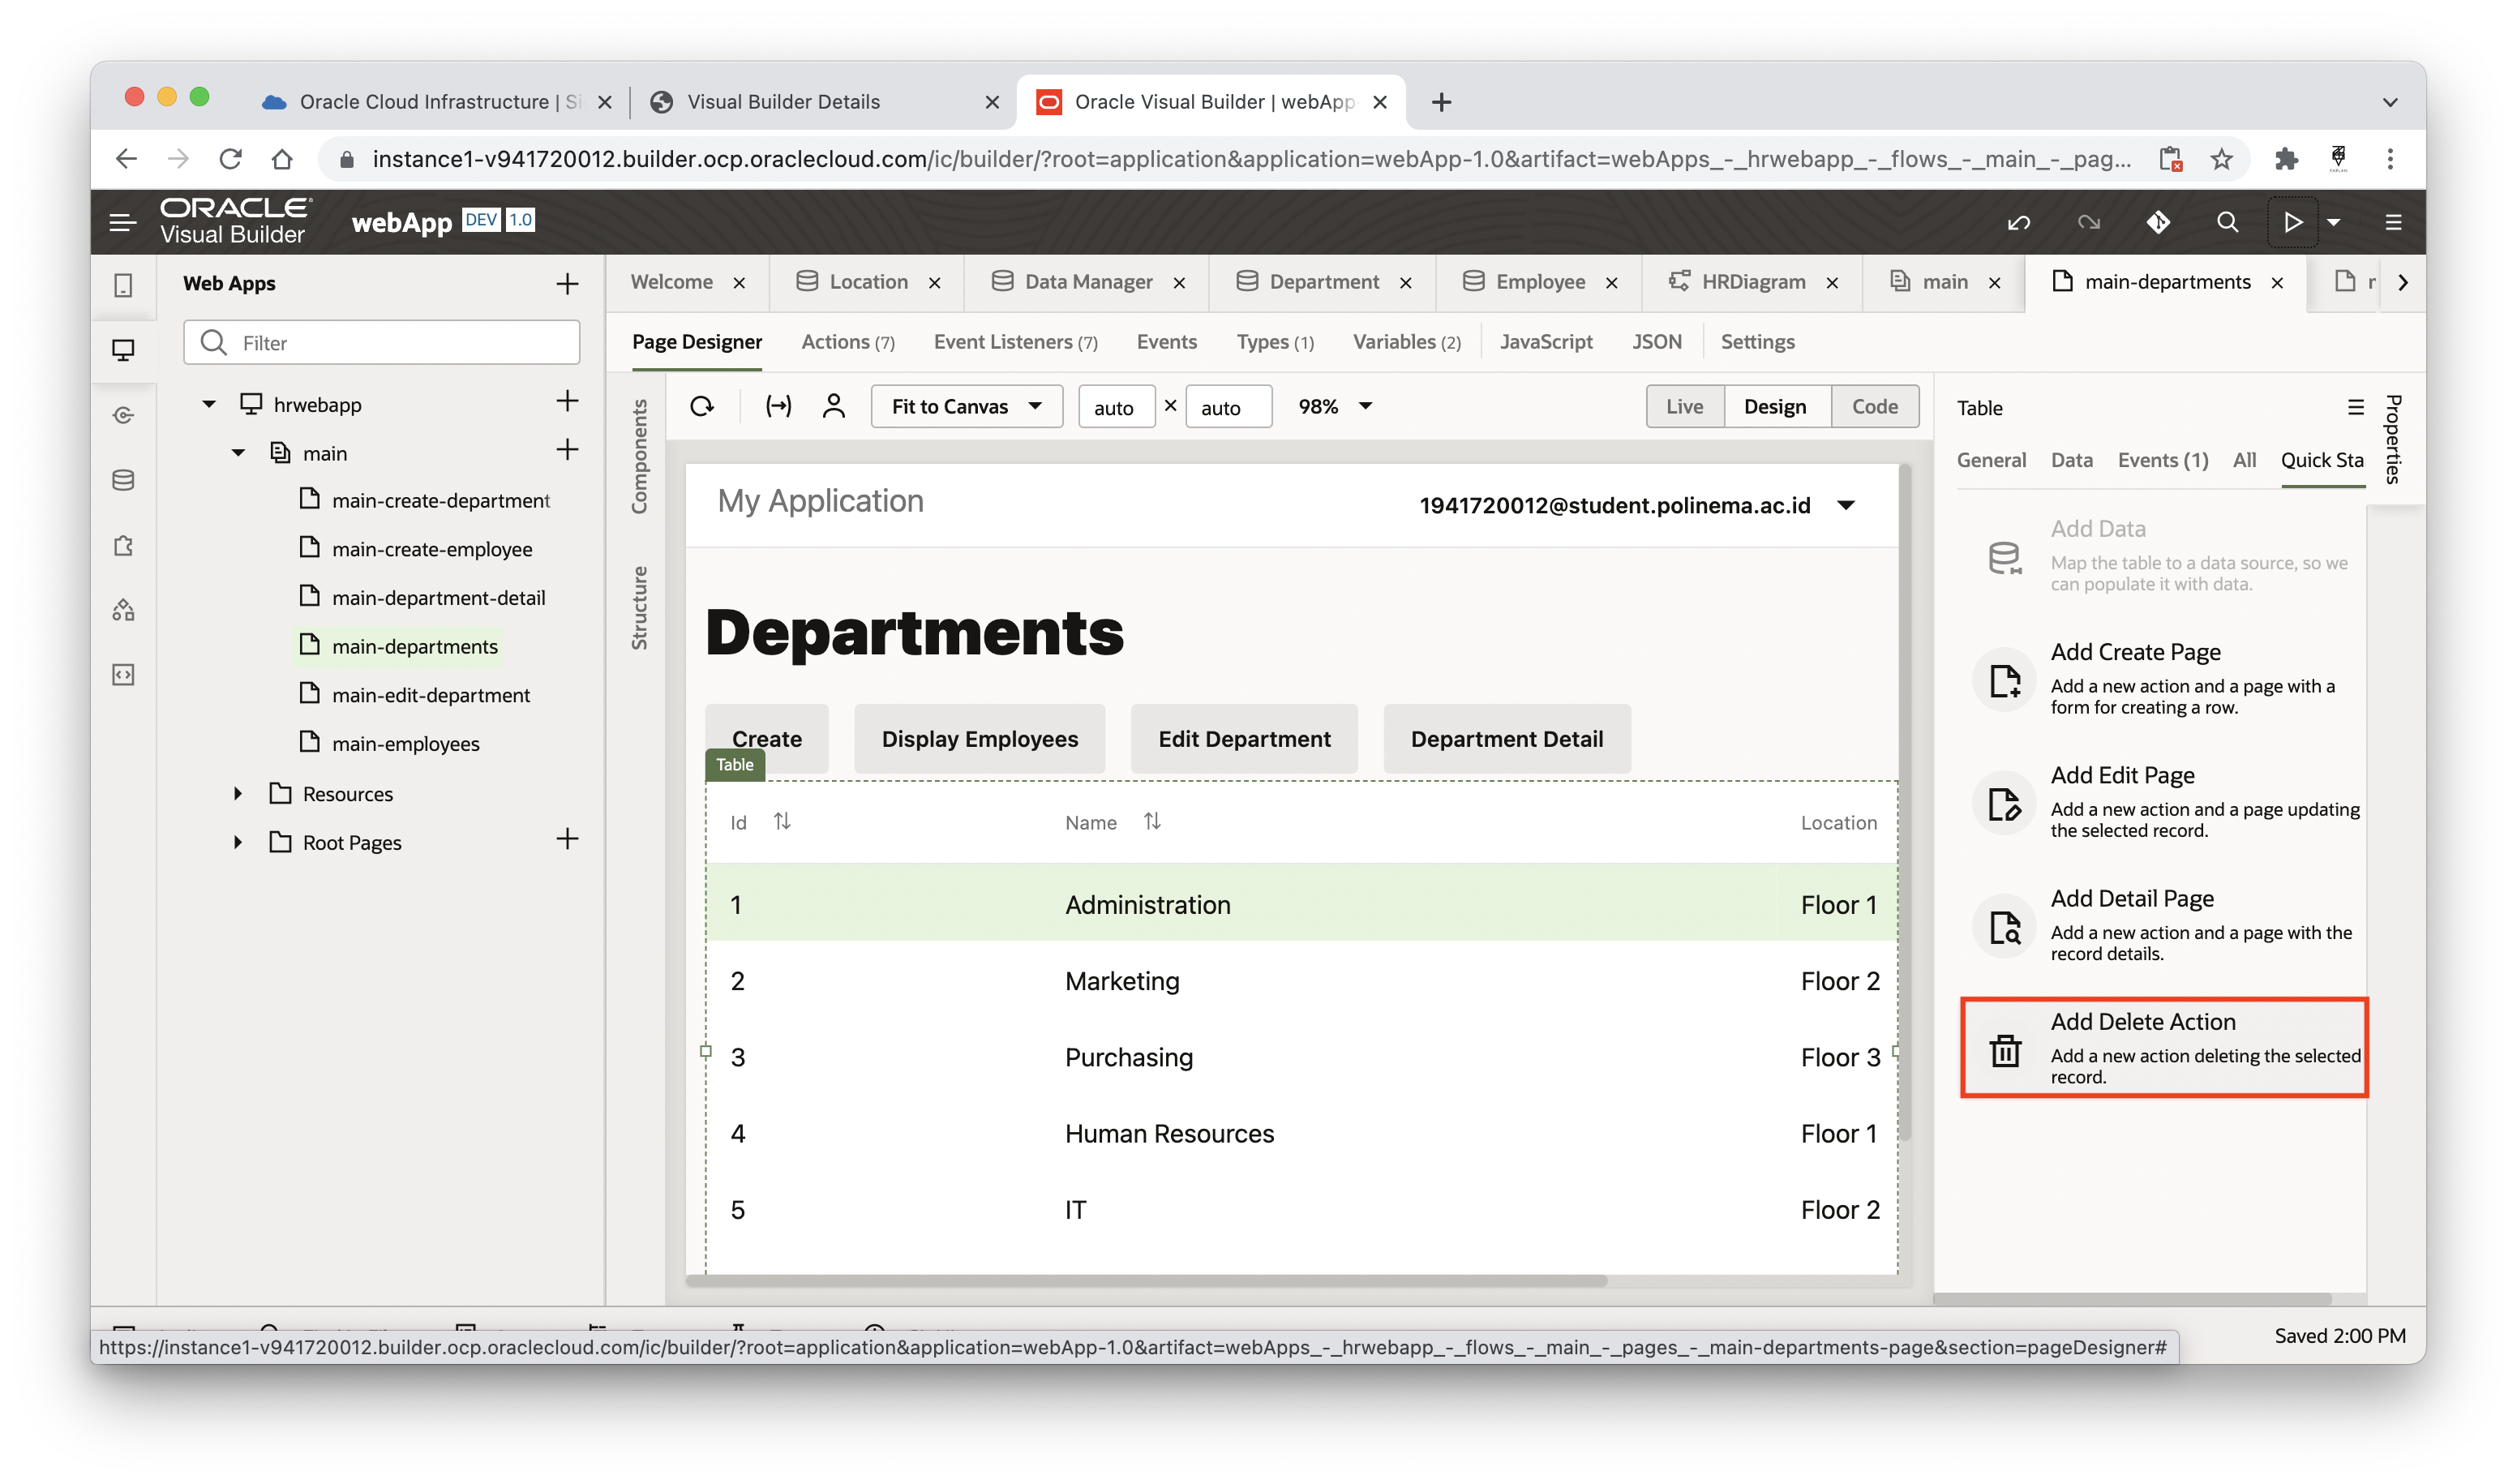 Oracle Cloud Infrastructure | Si
Visual Builder Details
Oracle Visual Builder | webApp
instance1-v941720012.builder.ocp.oraclecloud.com/ic/builder/?root=application&application=webApp-1.0&artifact=webApps_-_hrwebapp_-_flows_-_main_-_pag...
ORACLE
Visual Builder
webApp DEV 1.0
Web Apps
Filter
hrwebapp
main
main-create-department
main-create-employee
main-department-detail
main-departments
main-edit-department
main-employees
Resources
Root Pages
Welcome
Location
Data Manager
Department
Employee
HRDiagram
main
main-departments
Page Designer
Actions (7)
Event Listeners (7)
Events
Types (1)
Variables (2)
JavaScript
JSON
Settings
Components
Structure
Fit to Canvas
auto × auto
98%
Live
Design
Code
My Application
1941720012@student.polinema.ac.id
Departments
Create
Display Employees
Edit Department
Department Detail
Table
Id Name Location
1 Administration Floor 1
2 Marketing Floor 2
3 Purchasing Floor 3
4 Human Resources Floor 1
5 IT Floor 2
Table
Properties
General
Data
Events (1)
All
Quick Sta
Add Data
Map the table to a data source, so we
can populate it with data.
Add Create Page
Add a new action and a page with a
form for creating a row.
Add Edit Page
Add a new action and a page updating
the selected record.
Add Detail Page
Add a new action and a page with the
record details.
Add Delete Action
Add a new action deleting the selected
record.
https://instance1-v941720012.builder.ocp.oraclecloud.com/ic/builder/?root=application&application=webApp-1.0&artifact=webApps_-_hrwebapp_-_flows_-_main_-_pages_-_main-departments-page&section=pageDesigner#
Saved 2:00 PM